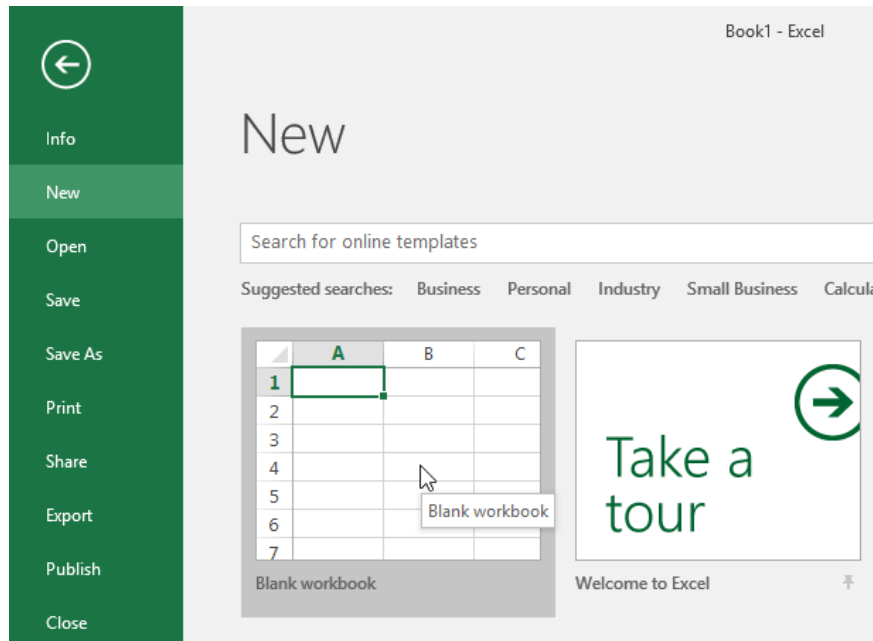 Book1 - Excel
Info
New
Open
Save
Save As
Print
Share
Export
Publish
Close
New
Search for online templates
Suggested searches: Business Personal Industry Small Business Calcula
A B C
1
2
3
4
5
6
7
Blank workbook
Blank workbook
Take a
tour
Welcome to Excel